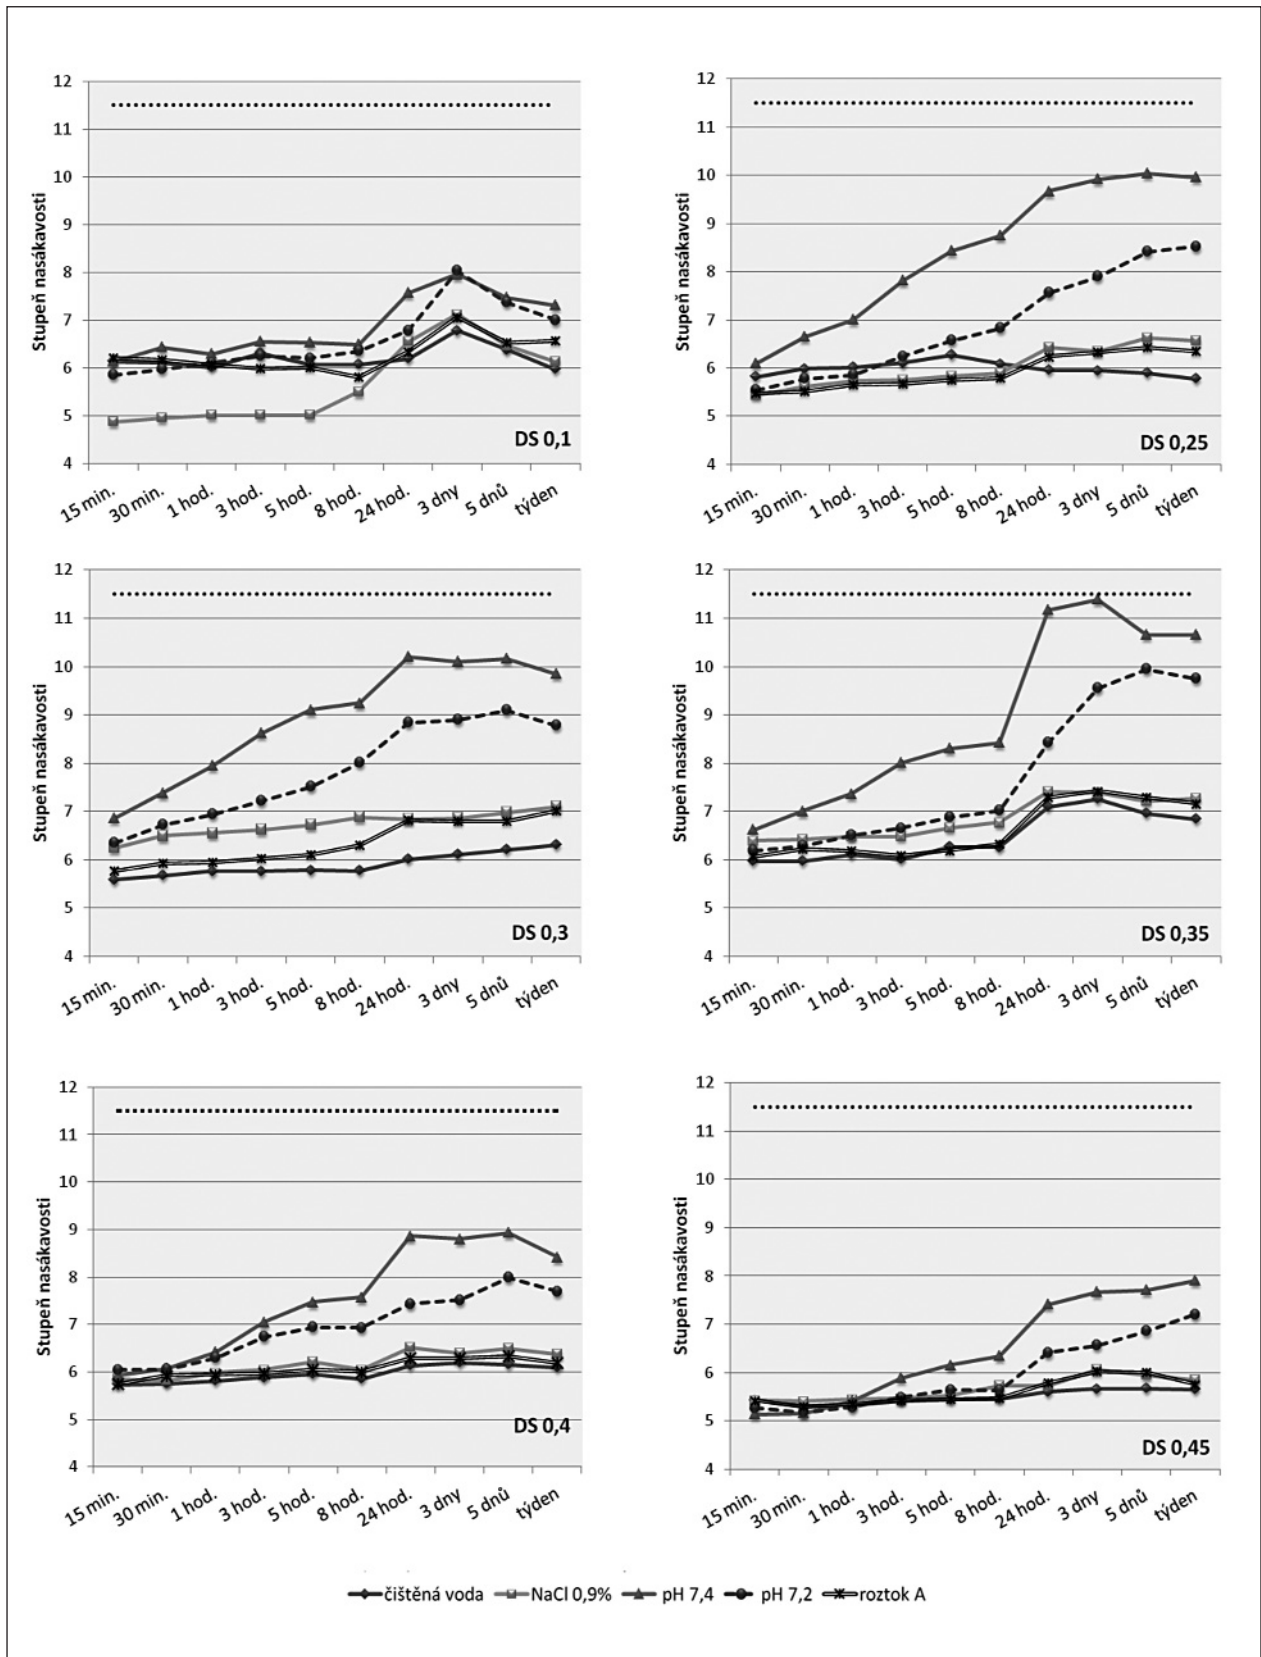 12
11
10
9
8
7
6
5
4
Stupeň nasákavosti
DS 0,1
15 min. 30 min. 1 hod. 3 hod. 5 hod. 8 hod. 24 hod. 3 dny 5 dnů týden
12
11
10
9
8
7
6
5
4
Stupeň nasákavosti
DS 0,25
15 min. 30 min. 1 hod. 3 hod. 5 hod. 8 hod. 24 hod. 3 dny 5 dnů týden
12
11
10
9
8
7
6
5
4
Stupeň nasákavosti
DS 0,3
15 min. 30 min. 1 hod. 3 hod. 5 hod. 8 hod. 24 hod. 3 dny 5 dnů týden
12
11
10
9
8
7
6
5
4
Stupeň nasákavosti
DS 0,35
15 min. 30 min. 1 hod. 3 hod. 5 hod. 8 hod. 24 hod. 3 dny 5 dnů týden
12
11
10
9
8
7
6
5
4
Stupeň nasákavosti
DS 0,4
15 min. 30 min. 1 hod. 3 hod. 5 hod. 8 hod. 24 hod. 3 dny 5 dnů týden
12
11
10
9
8
7
6
5
4
Stupeň nasákavosti
DS 0,45
15 min. 30 min. 1 hod. 3 hod. 5 hod. 8 hod. 24 hod. 3 dny 5 dnů týden
čištěná voda NaCl 0,9% pH 7,4 pH 7,2 roztok A